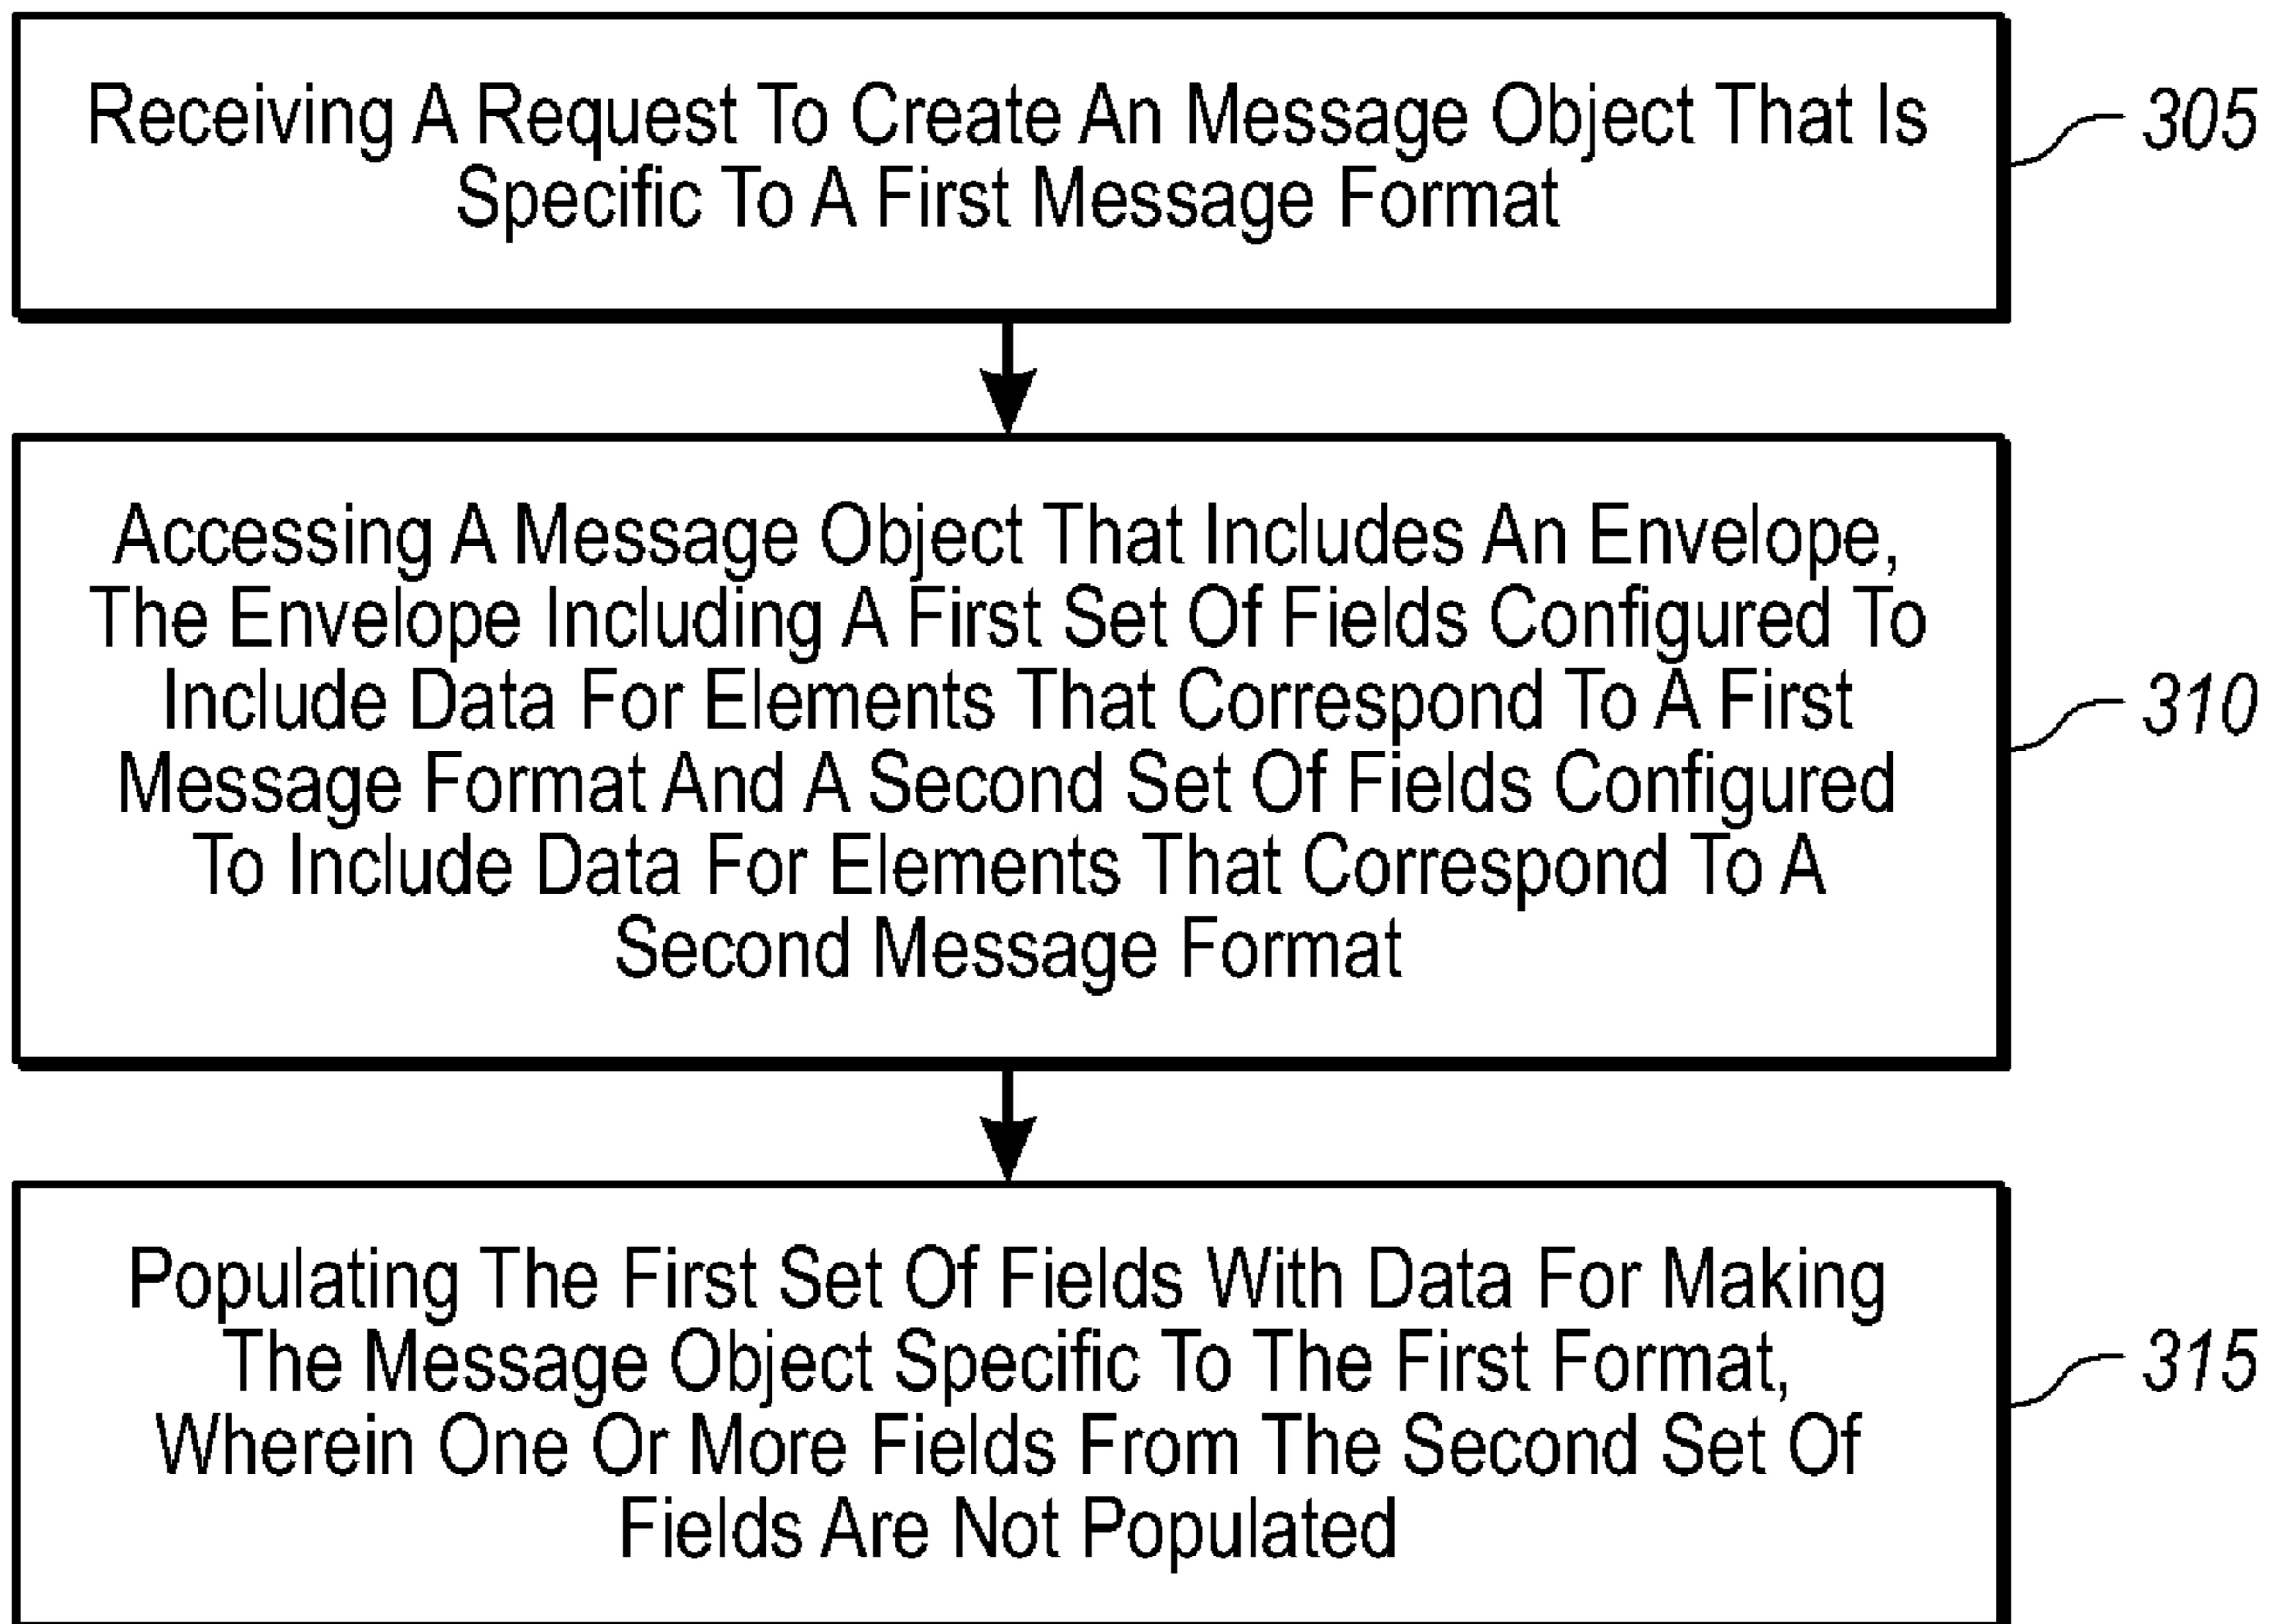 Receiving A Request To Create An Message Object That Is
Specific To A First Message Format
305
Accessing A Message Object That Includes An Envelope,
The Envelope Including A First Set Of Fields Configured To
Include Data For Elements That Correspond To A First
Message Format And A Second Set Of Fields Configured
To Include Data For Elements That Correspond To A
Second Message Format
310
Populating The First Set Of Fields With Data For Making
The Message Object Specific To The First Format,
Wherein One Or More Fields From The Second Set Of
Fields Are Not Populated
315